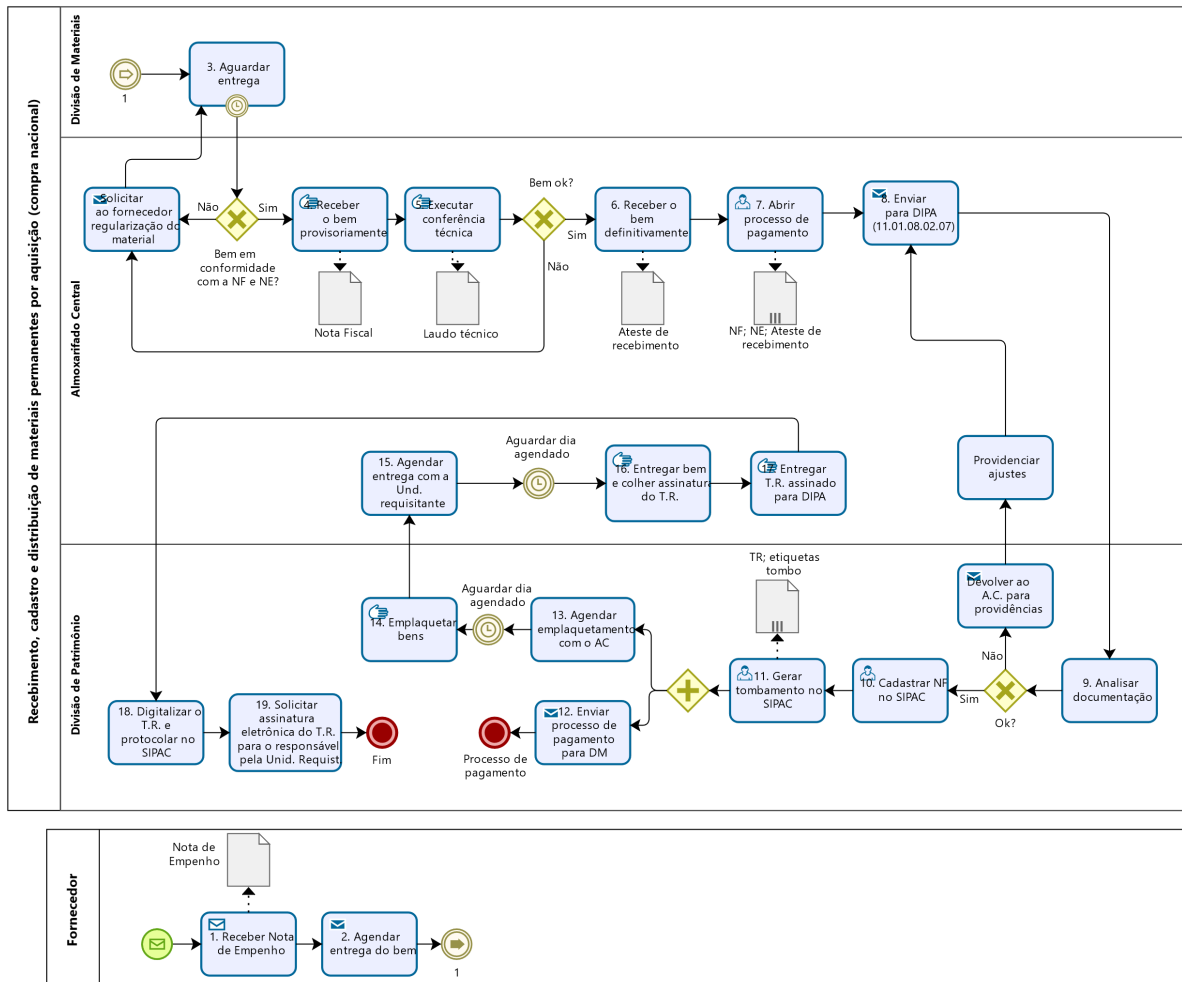 Recebimento, cadastro e distribuição de materiais permanentes por aquisição (compra nacional)
Divisão de Materiais
1
3. Aguardar
entrega
Almoxarifado Central
Solicitar
ao fornecedor
regularização do
material
Não
Sim
Bem em
conformidade
com a NF e NE?
4. Receber
o bem
provisoriamente
Nota Fiscal
5. Executar
conferência
técnica
Laudo técnico
Bem ok?
Sim
Não
6. Receber o
bem
definitivamente
Ateste de
recebimento
7. Abrir
processo de
pagamento
NF; NE; Ateste de
recebimento
8. Enviar
para DIPA
(11.01.08.02.07)
15. Agendar
entrega com a
Und.
requisitante
Aguardar dia
agendado
16. Entregar bem
e colher assinatura
do T.R.
17. Entregar
T.R. assinado
para DIPA
Providenciar
ajustes
Divisão de Patrimônio
14. Emplaquetar
bens
Aguardar dia
agendado
13. Agendar
emplaquetamento
com o AC
TR; etiquetas
tombo
Devolver ao
A.C. para
providências
Não
Sim
Ok?
9. Analisar
documentação
10. Cadastrar NF
no SIPAC
11. Gerar
tombamento no
SIPAC
12. Enviar
processo de
pagamento
para DM
Processo de
pagamento
18. Digitalizar o
T.R. e
protocolar no
SIPAC
19. Solicitar
assinatura
eletrônica do T.R.
para o responsável
pela Unid. Requist.
Fim
Fornecedor
Nota de
Empenho
1. Receber Nota
de Empenho
2. Agendar
entrega do bem
1